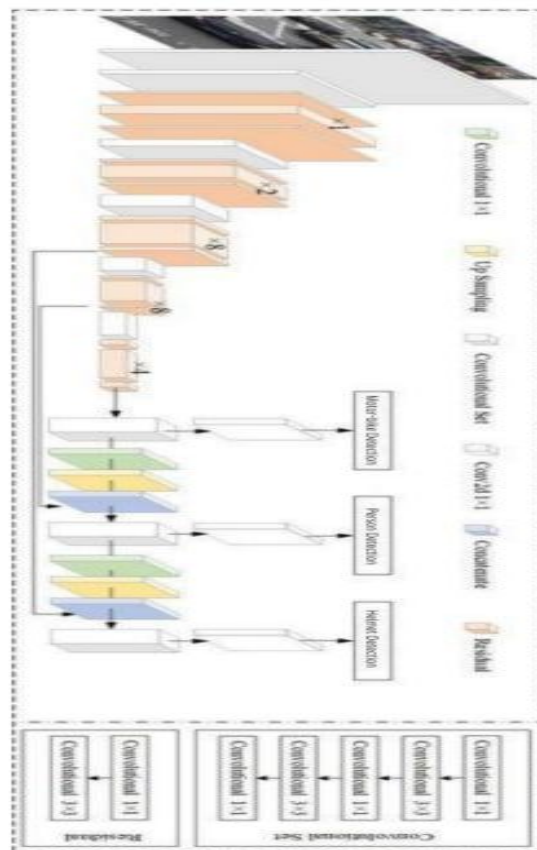 ×1
×2
×8
×8
×4
Motor-bike Detection
Person Detection
Helmet Detection
Convolutional 1×1
Up Sampling
Convolutional Set
Conv2d 1×1
Concatenate
Residual
Convolutional 1×1
Convolutional 3×3
Residual
Convolutional 1×1
Convolutional 3×3
Convolutional 1×1
Convolutional 3×3
Convolutional 1×1
Convolutional Set